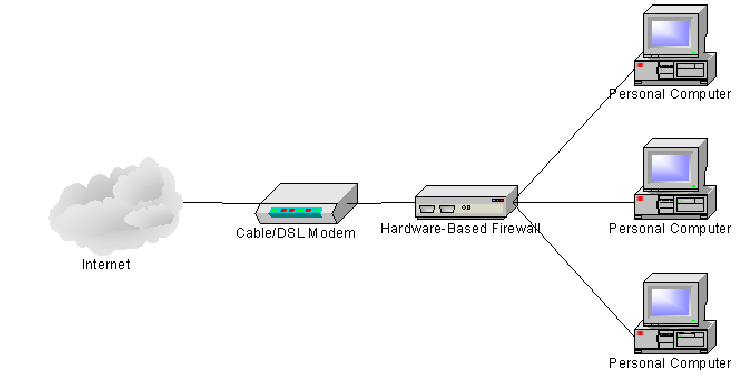 Personal Computer
Internet
Cable/DSL Modem
Hardware-Based Firewall
Personal Computer
Personal Computer